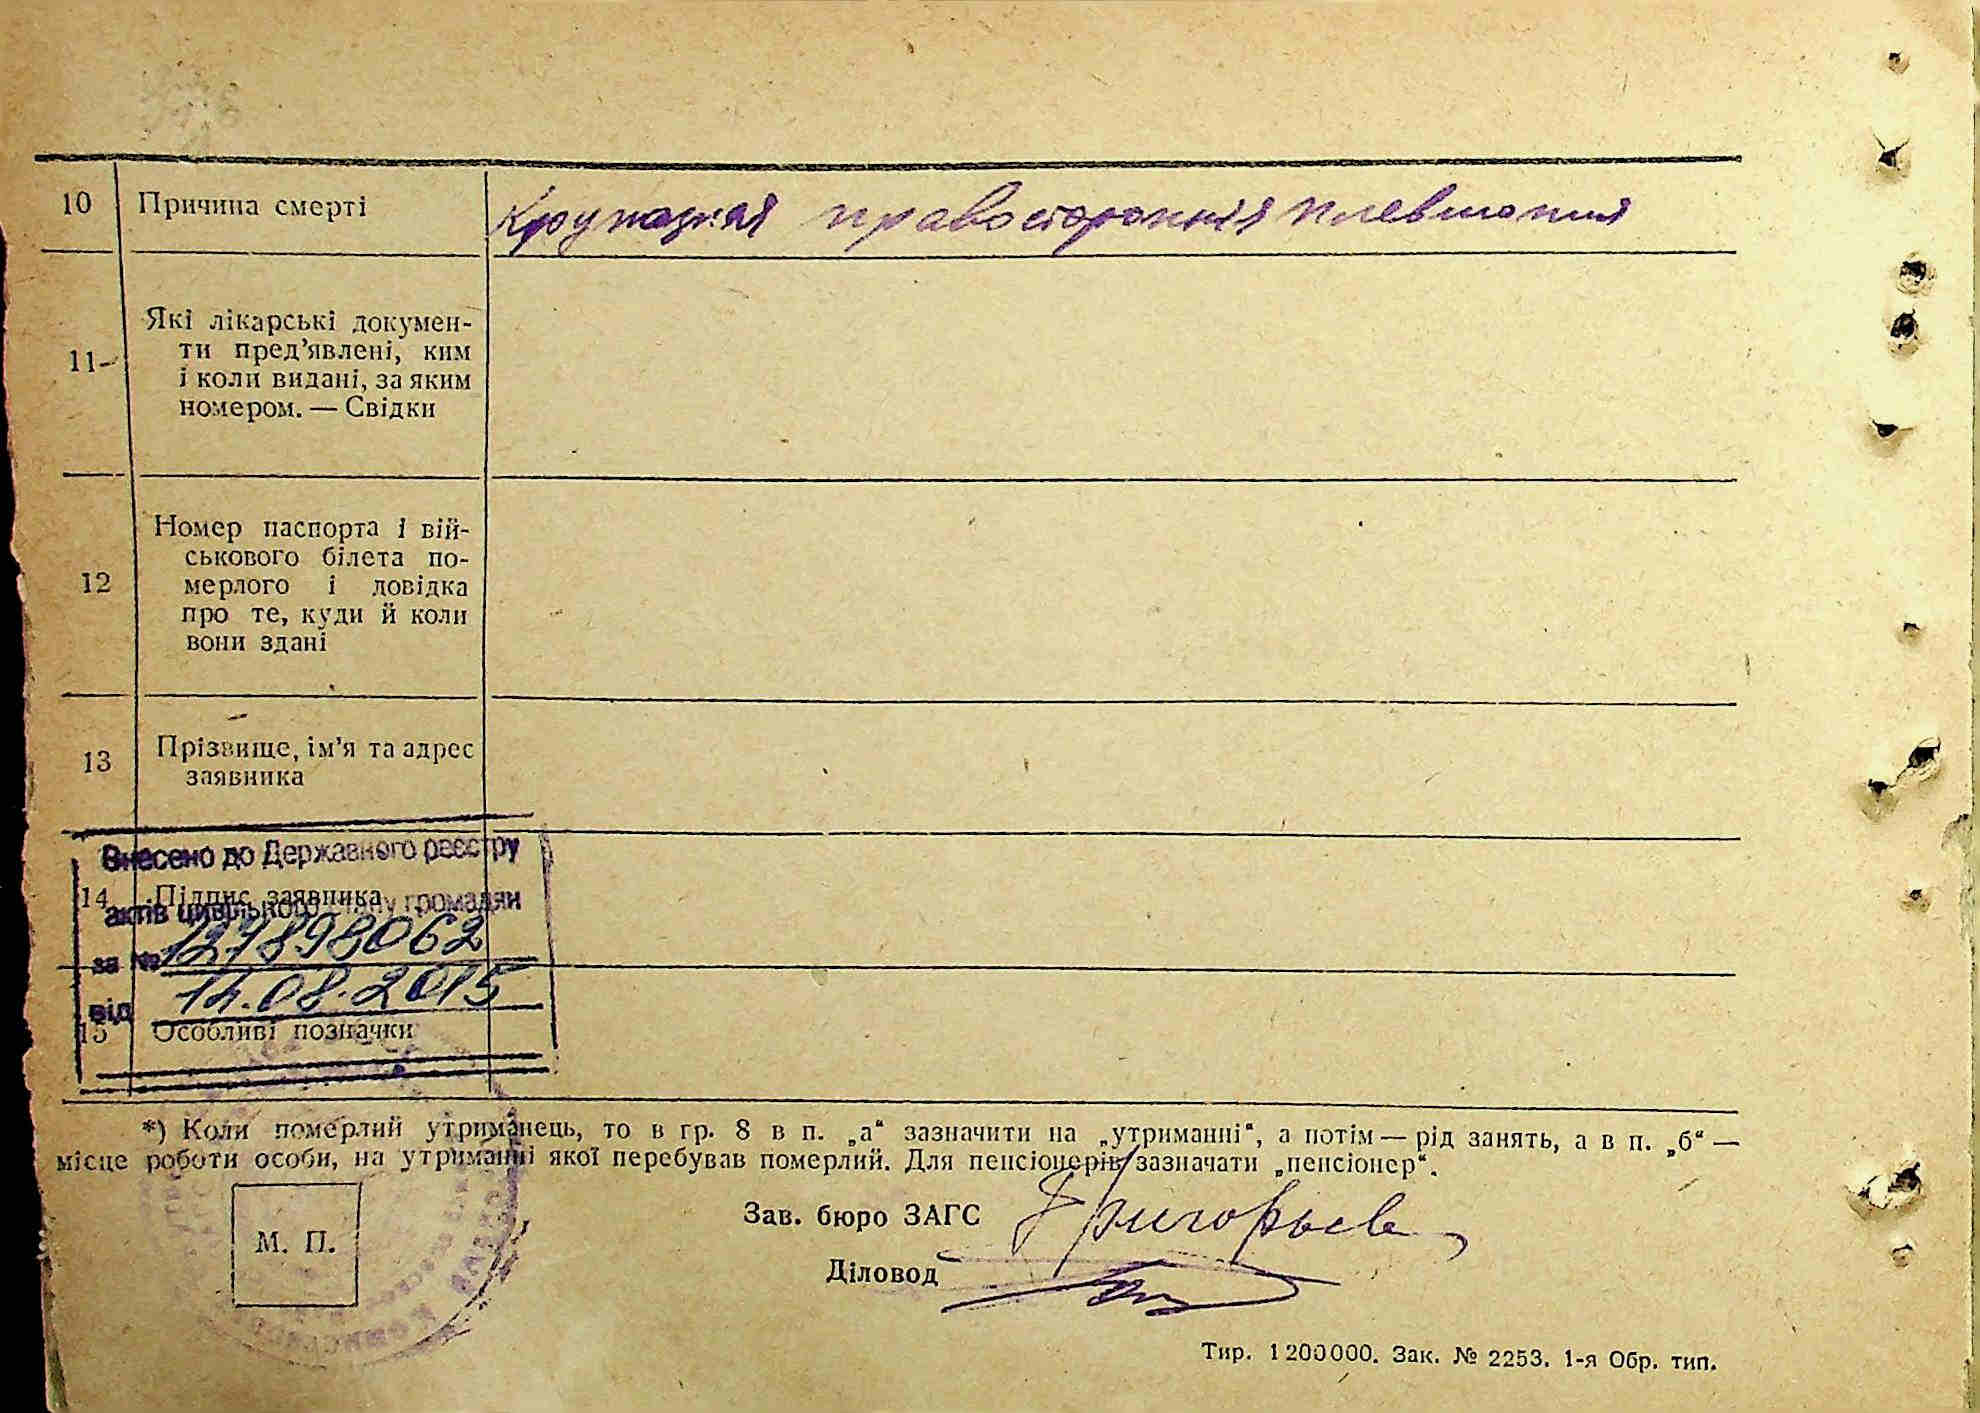 10 Причина смерті Крупозная правостороння плевмония
11 Які лікарські докумен-
ти пред’явлені, ким
і коли видані, за яким
номером. — Свідки
12 Номер паспорта і вій-
ськового білета по-
мерлого і довідка
про те, куди й коли
вони здані
13 Прізвище, ім’я та адрес
заявника
Внесено до Державного реєстру
14 Підпис заявника
актів цивільного стану громадян
за № 127898062
від 14.08.2015
15 Особливі позначки
*) Коли померлий утриманець, то в гр. 8 в п. „а“ зазначити на „утриманні“, а потім — рід занять, а в п. „б“ —
місце роботи особи, на утриманні якої перебував померлий. Для пенсіонерів зазначати „пенсіонер“.
Зав. бюро ЗАГС Григорьев
М. П.
Діловод
Тир. 1200000. Зак. № 2253. 1-я Обр. тип.